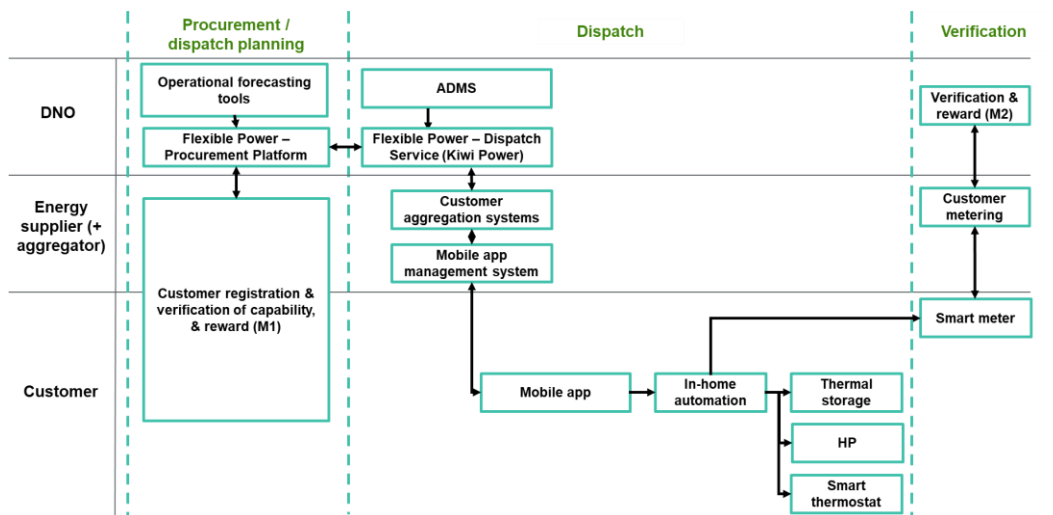 Procurement /
dispatch planning
Dispatch
Verification
DNO
Operational forecasting
tools
ADMS
Verification &
reward (M2)
Flexible Power –
Procurement Platform
Flexible Power – Dispatch
Service (Kiwi Power)
Energy
supplier (+
aggregator)
Customer
aggregation systems
Customer
metering
Mobile app
management system
Customer registration &
verification of capability,
& reward (M1)
Smart meter
Customer
Mobile app
In-home
automation
Thermal
storage
HP
Smart
thermostat